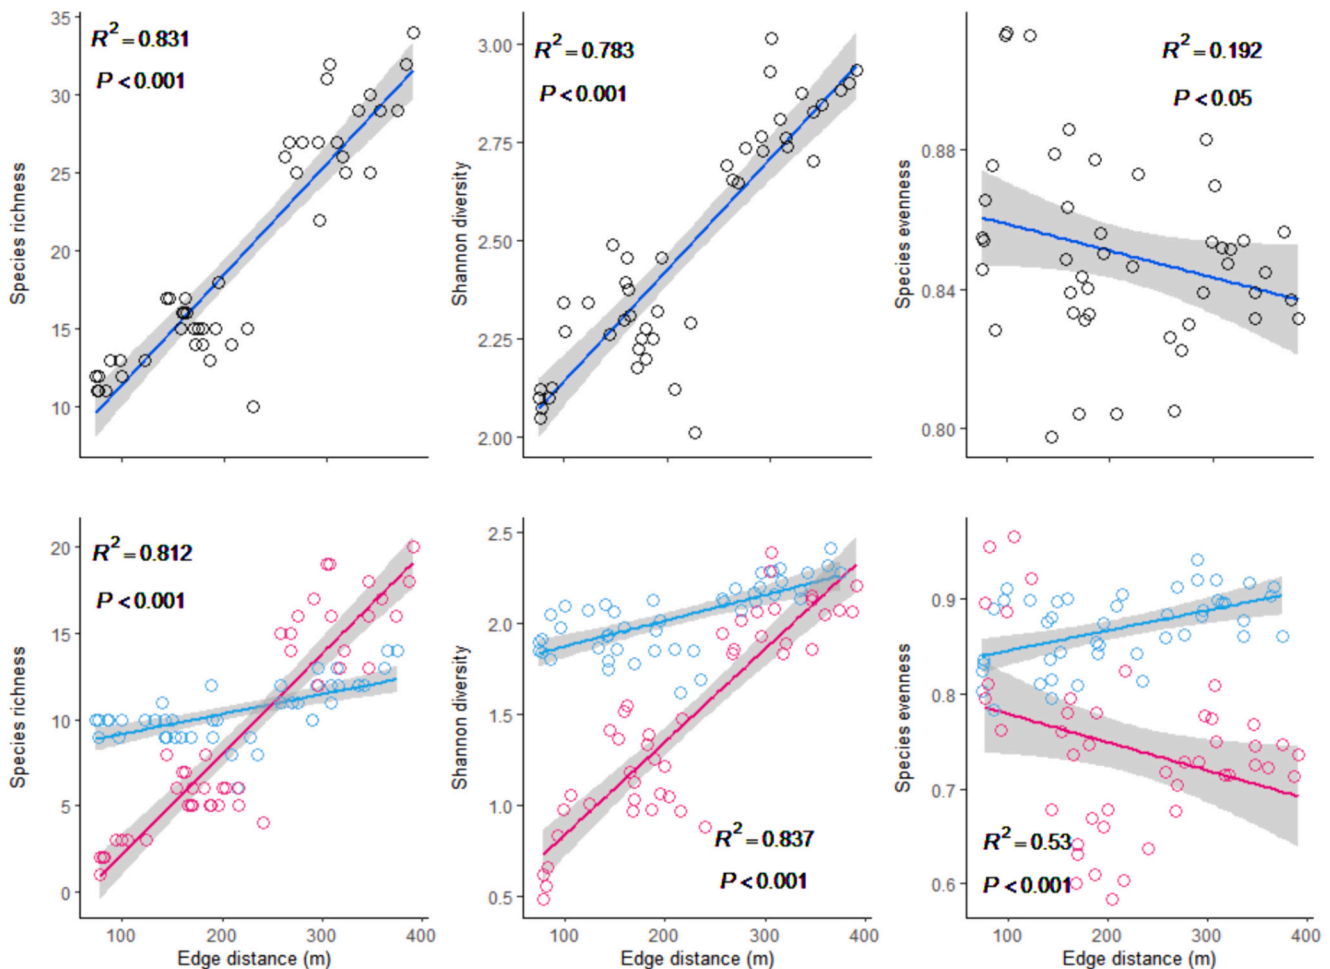 R² = 0.831
P < 0.001
Species richness
35
30
25
20
15
10
R² = 0.783
P < 0.001
Shannon diversity
3.00
2.75
2.50
2.25
2.00
R² = 0.192
P < 0.05
Species evenness
0.88
0.84
0.80
R² = 0.812
P < 0.001
Species richness
20
15
10
5
0
100 200 300 400
Edge distance (m)
Shannon diversity
2.5
2.0
1.5
1.0
0.5
R² = 0.837
P < 0.001
100 200 300 400
Edge distance (m)
Species evenness
0.9
0.8
0.7
0.6
R² = 0.53
P < 0.001
100 200 300 400
Edge distance (m)